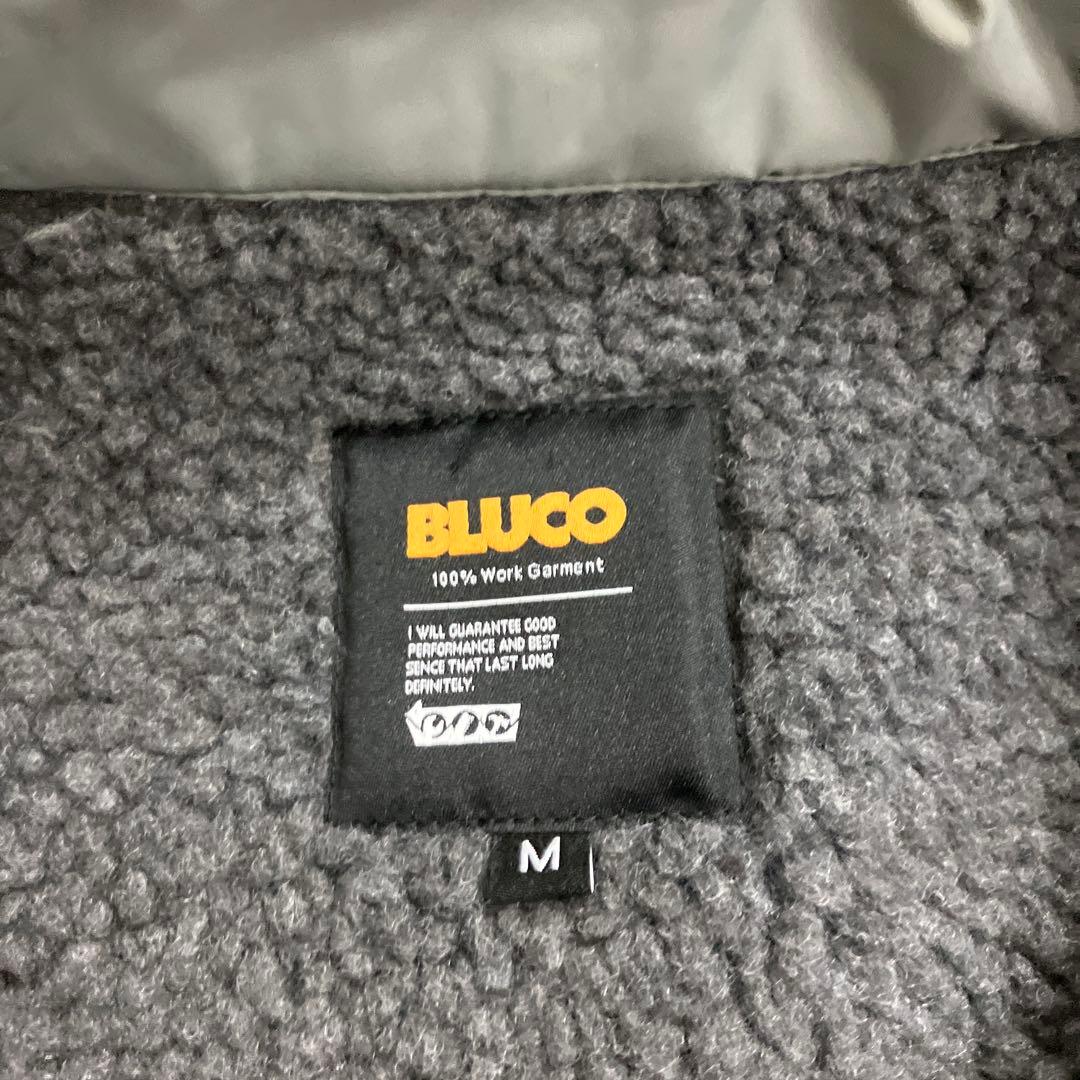 BLUCO
100% Work Garment
I WILL GUARANTEE GOOD
PERFORMANCE AND BEST
SENCE THAT LAST LONG
DEFINITELY.
M